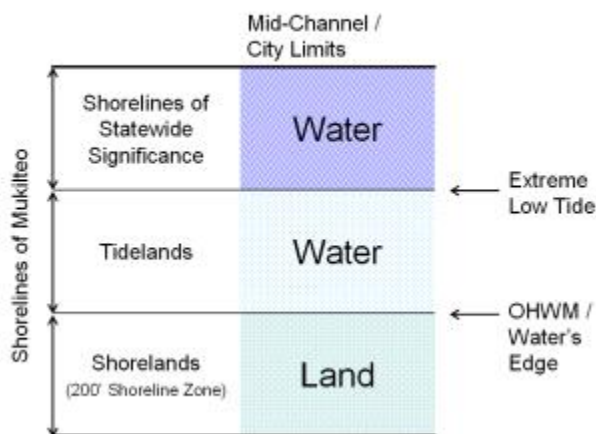 Mid-Channel /
City Limits
Shorelines of Mukilteo
Shorelines of
Statewide
Significance
Water
Extreme
Low Tide
Tidelands
Water
OHWM /
Water's
Edge
Shorelands
(200' Shoreline Zone)
Land